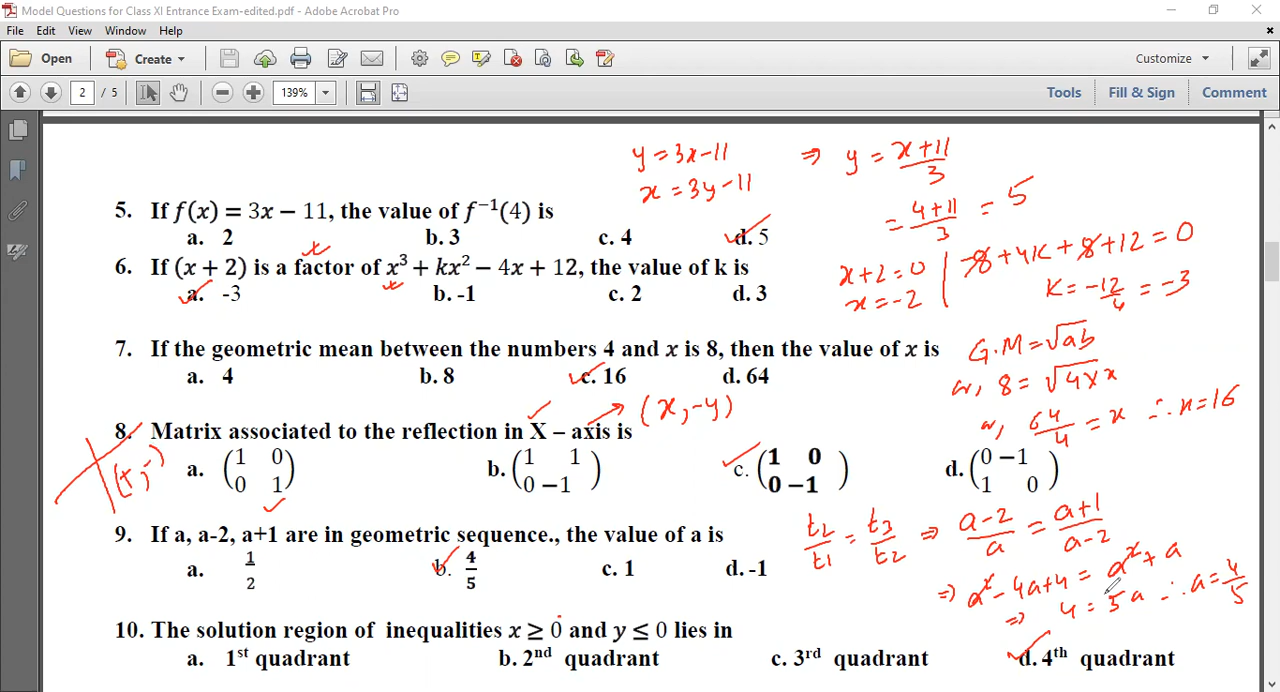 Model Questions for Class XI Entrance Exam-edited.pdf - Adobe Acrobat Pro
File Edit View Window Help
Open Create Customize
2 / 5 139% Tools Fill & Sign Comment
y = 3x-11 ⇒ y = x+11/3
x = 3y-11
= 4+11/3 = 5
5. If f(x) = 3x − 11, the value of f⁻¹(4) is
a. 2 b. 3 c. 4 d. 5
6. If (x + 2) is a factor of x³ + kx² − 4x + 12, the value of k is
a. -3 b. -1 c. 2 d. 3
x+2=0 -8+4K+8+12=0
x=-2 K=-12/4=-3
7. If the geometric mean between the numbers 4 and x is 8, then the value of x is
a. 4 b. 8 c. 16 d. 64
G.M = √ab
or, 8 = √4×x
or, 64/4 = x ∴ x=16
(x,-y)
8. Matrix associated to the reflection in X – axis is
a. (1 0
0 1) b. (1 1
0 −1) c. (1 0
0 −1) d. (0 −1
1 0)
(+,-)
9. If a, a-2, a+1 are in geometric sequence., the value of a is
a. 1/2 b. 4/5 c. 1 d. -1
t2/t1 = t3/t2 ⇒ a-2/a = a+1/a-2
⇒ a²-4a+4 = a²+a
⇒ 4=5a ∴ a=4/5
10. The solution region of inequalities x ≥ 0 and y ≤ 0 lies in
a. 1st quadrant b. 2nd quadrant c. 3rd quadrant d. 4th quadrant